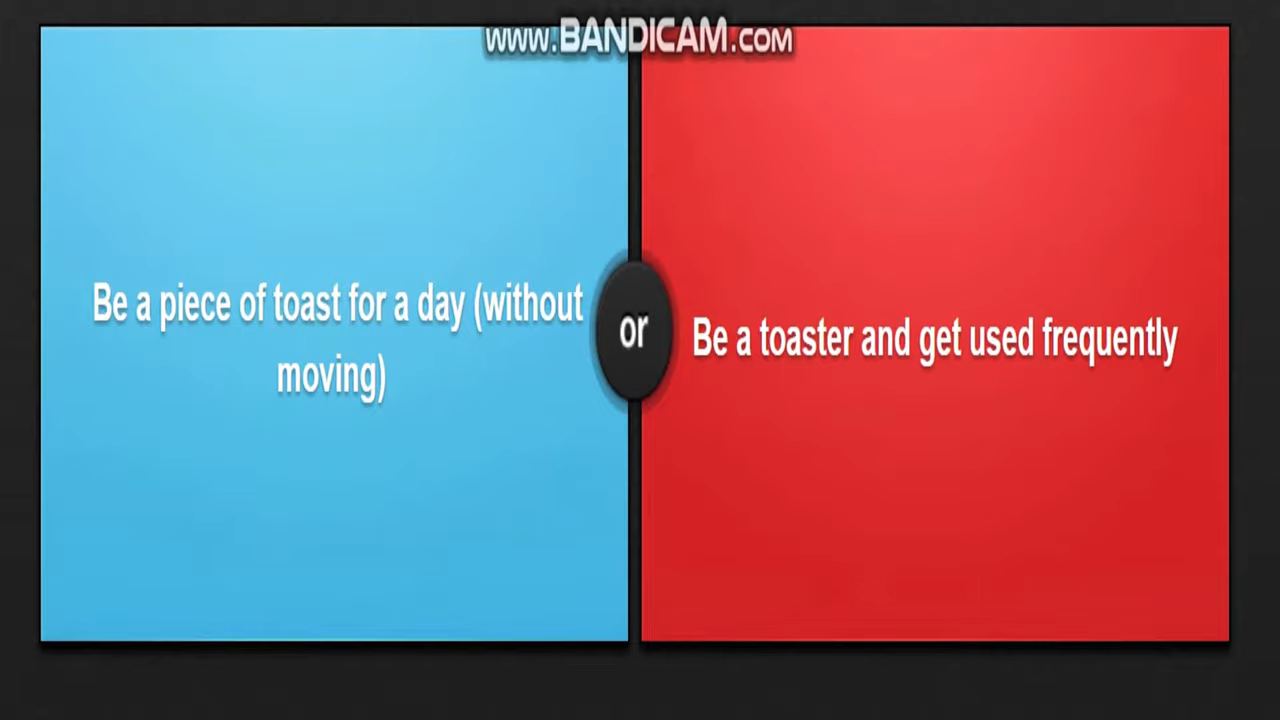 www.BANDICAM.com
Be a piece of toast for a day (without
moving)
or
Be a toaster and get used frequently